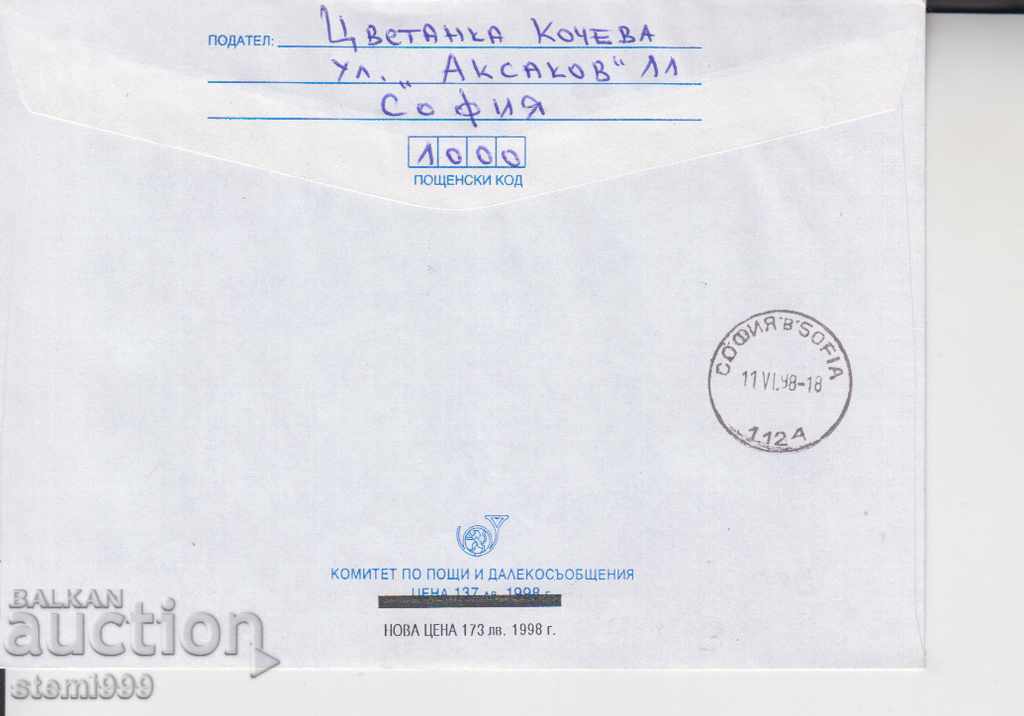 ПОДАТЕЛ: Цветанка Кочева
ул. „Аксаков" 11
София
1000
ПОЩЕНСКИ КОД
СОФИЯ·В·SOFIA
11.VI.98-18
1124
КОМИТЕТ ПО ПОЩИ И ДАЛЕКОСЪОБЩЕНИЯ
ЦЕНА 137 лв. 1998 г.
НОВА ЦЕНА 173 лв. 1998 г.
BALKAN
auction
stemi999